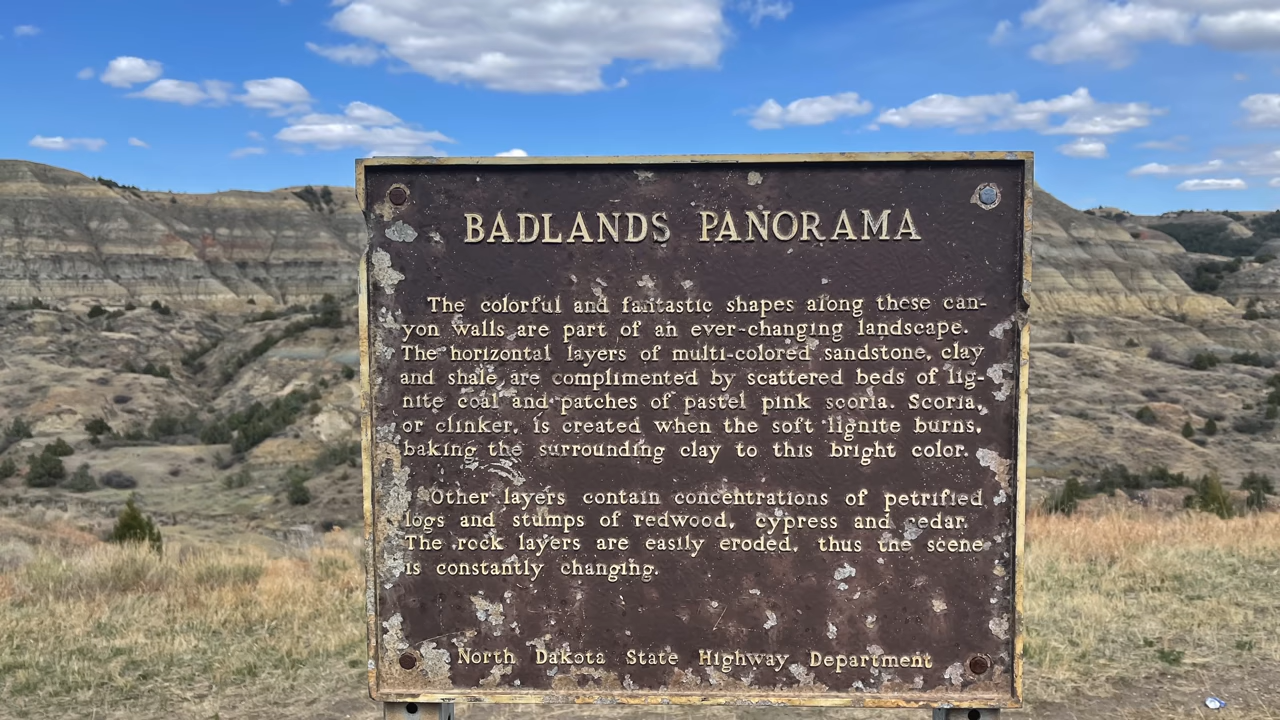 BADLANDS PANORAMA
The colorful and fantastic shapes along these can-
yon walls are part of an ever-changing landscape.
The horizontal layers of multi-colored sandstone, clay
and shale are complimented by scattered beds of lig-
nite coal and patches of pastel pink scoria. Scoria,
or clinker, is created when the soft lignite burns,
baking the surrounding clay to this bright color.
Other layers contain concentrations of petrified
logs and stumps of redwood, cypress and cedar.
The rock layers are easily eroded, thus the scene
is constantly changing.
North Dakota State Highway Department